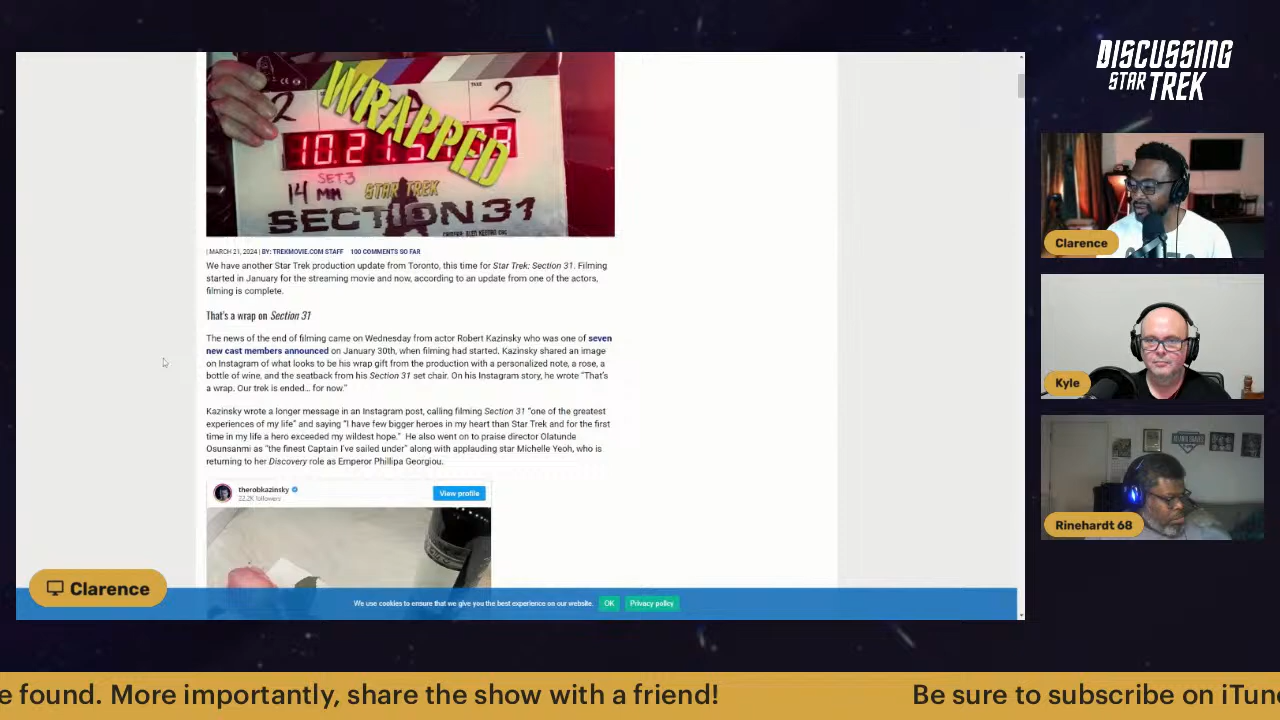 DISCUSSING
STAR TREK
WRAPPED
TAKE
2
2
SET3
14 MM
STAR TREK
SECTION 31
| MARCH 21, 2024 | BY: TREKMOVIE.COM STAFF 100 COMMENTS SO FAR
We have another Star Trek production update from Toronto, this time for Star Trek: Section 31. Filming
started in January for the streaming movie and now, according to an update from one of the actors,
filming is complete.
That's a wrap on Section 31
The news of the end of filming came on Wednesday from actor Robert Kazinsky who was one of seven
new cast members announced on January 30th, when filming had started. Kazinsky shared an image
on Instagram of what looks to be his wrap gift from the production with a personalized note, a rose, a
bottle of wine, and the seatback from his Section 31 set chair. On his Instagram story, he wrote "That's
a wrap. Our trek is ended... for now."
Kazinsky wrote a longer message in an Instagram post, calling filming Section 31 "one of the greatest
experiences of my life" and saying "I have few bigger heroes in my heart than Star Trek and for the first
time in my life a hero exceeded my wildest hope." He also went on to praise director Olatunde
Osunsanmi as "the finest Captain I've sailed under" along with applauding star Michelle Yeoh, who is
returning to her Discovery role as Emperor Phillipa Georgiou.
therobkazinsky
22.2K followers
View profile
We use cookies to ensure that we give you the best experience on our website. OK Privacy policy
Clarence
Clarence
Kyle
Rinehardt 68
e found. More importantly, share the show with a friend! Be sure to subscribe on iTun